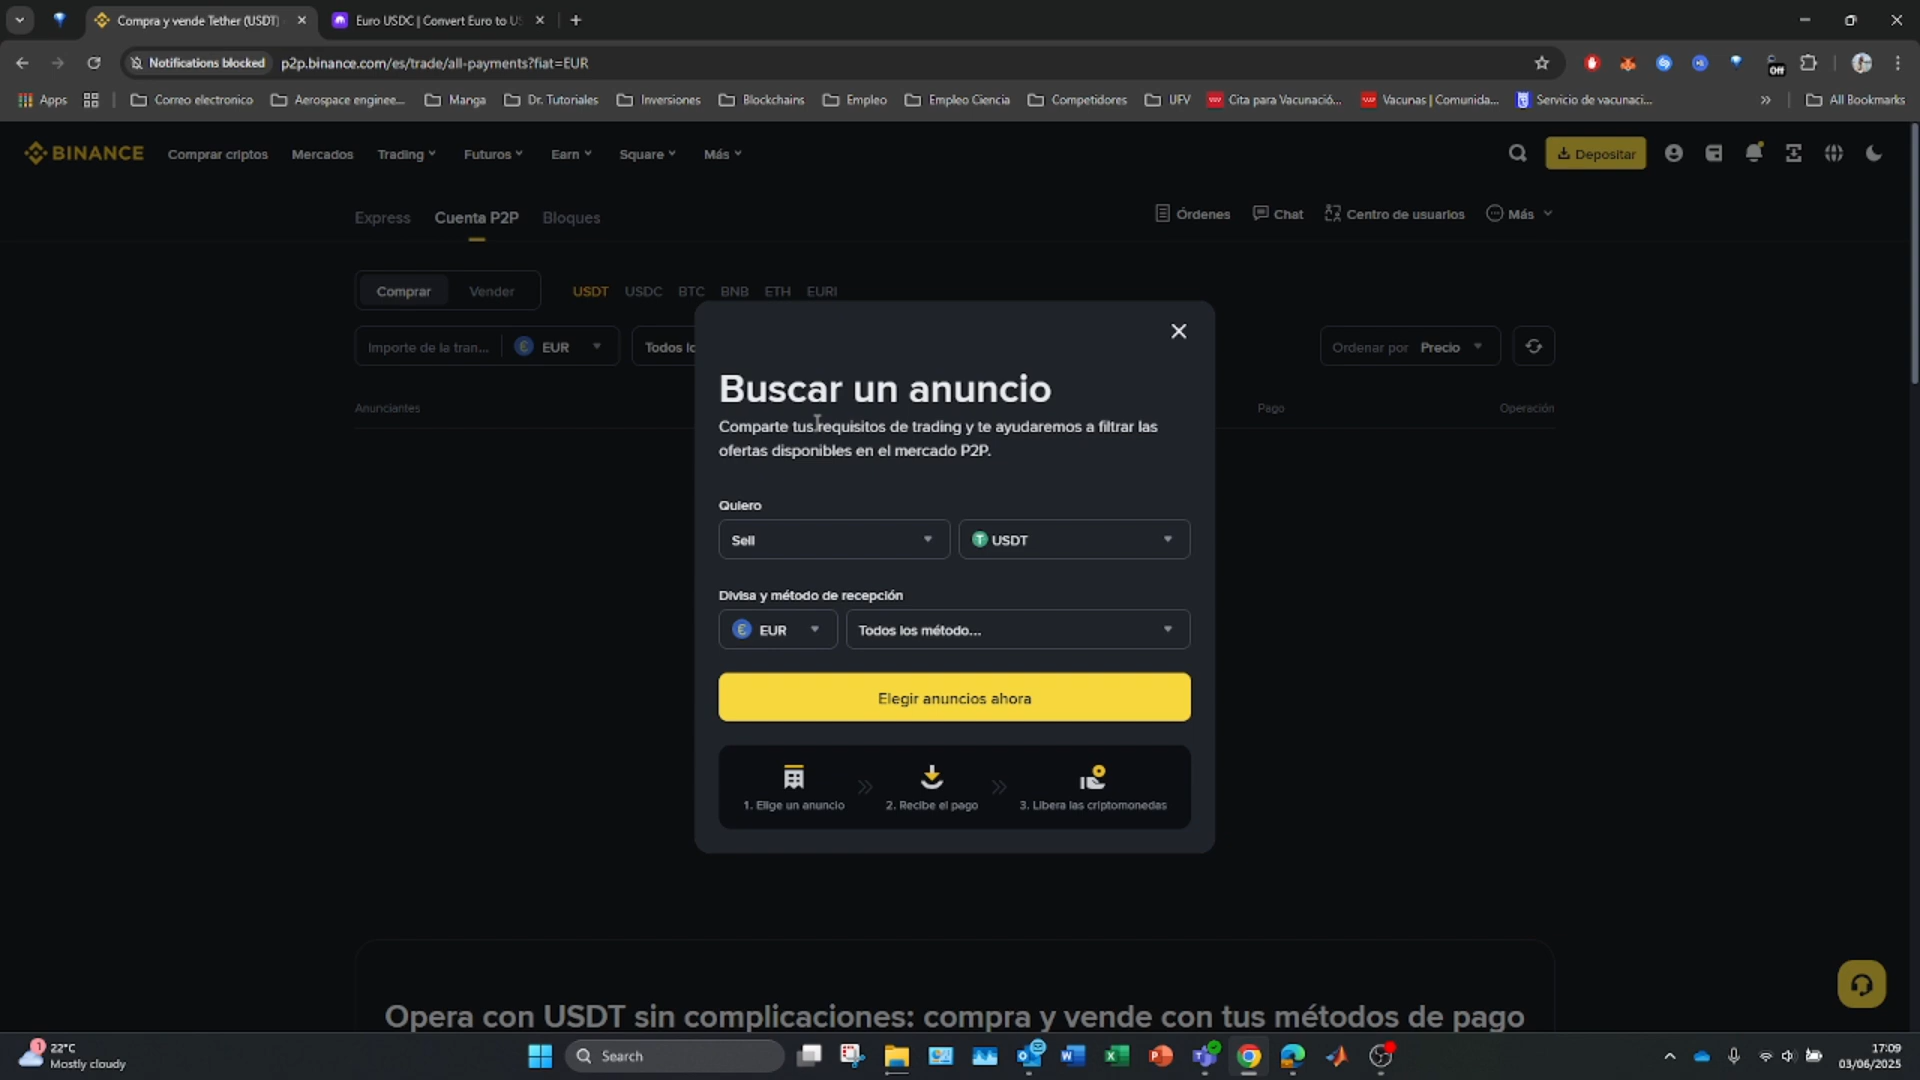 Compra y vende Tether (USDT)
Euro USDC | Convert Euro to US
Notifications blocked
p2p.binance.com/es/trade/all-payments?fiat=EUR
Off
Apps
Correo electronico
Aerospace enginee...
Manga
Dr. Tutoriales
Inversiones
Blockchains
Empleo
Empleo Ciencia
Competidores
UFV
Cita para Vacunació...
Vacunas | Comunida...
Servicio de vacunaci...
All Bookmarks
BINANCE
Comprar criptos
Mercados
Trading
Futuros
Earn
Square
Más
Depositar
Express
Cuenta P2P
Bloques
Órdenes
Chat
Centro de usuarios
Más
Comprar
Vender
USDT
USDC
BTC
BNB
ETH
EURI
Importe de la tran...
EUR
Todos lo
Ordenar por
Precio
Anunciantes
Pago
Operación
Buscar un anuncio
Comparte tus requisitos de trading y te ayudaremos a filtrar las
ofertas disponibles en el mercado P2P.
Quiero
Sell
USDT
Divisa y método de recepción
EUR
Todos los método...
Elegir anuncios ahora
1. Elige un anuncio
2. Recibe el pago
3. Libera las criptomonedas
Opera con USDT sin complicaciones: compra y vende con tus métodos de pago
1
22°C
Mostly cloudy
Search
17:09
03/06/2025